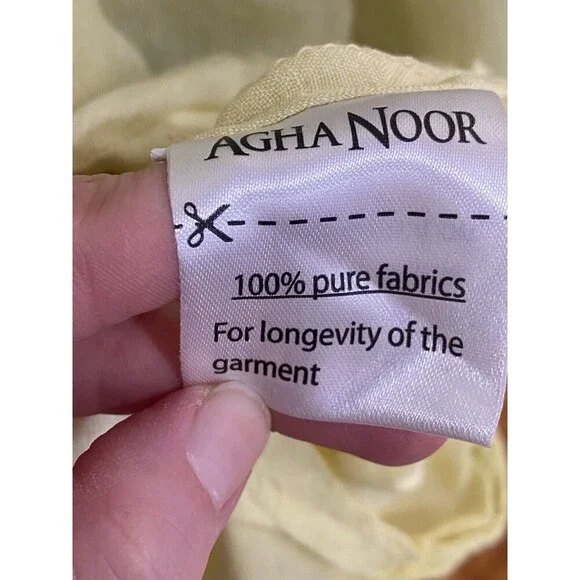 AGHA NOOR
100% pure fabrics
For longevity of the
garment